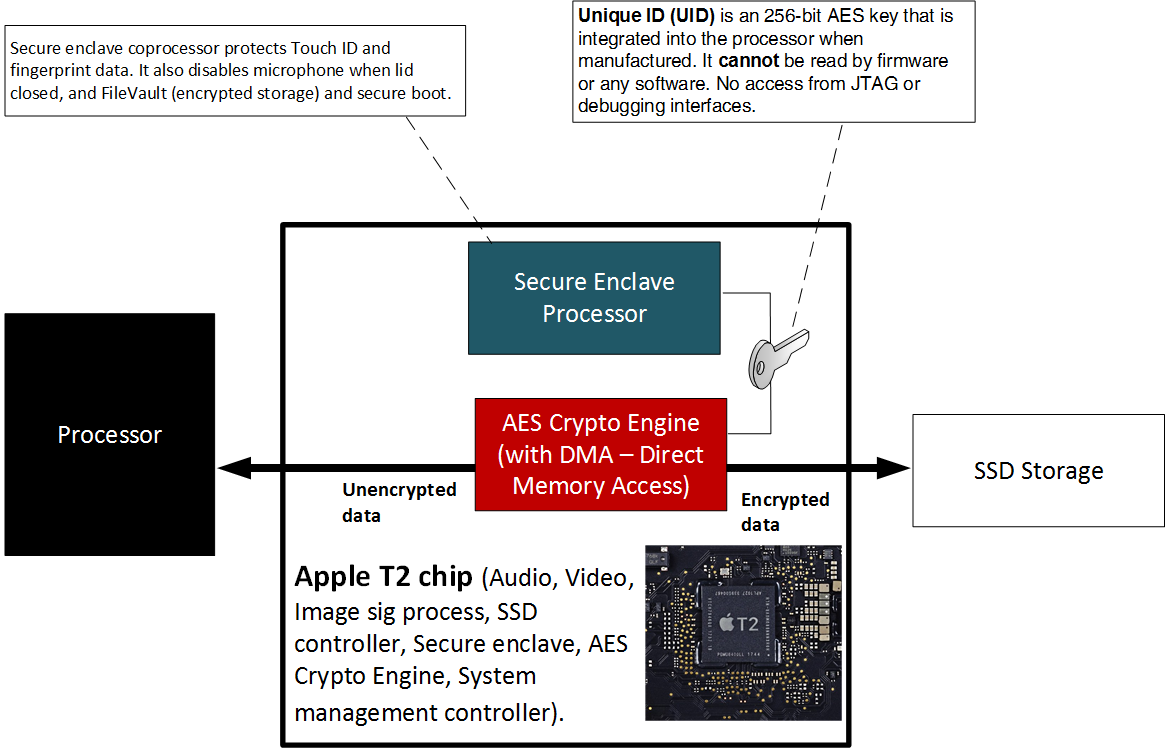 Secure enclave coprocessor protects Touch ID and
fingerprint data. It also disables microphone when lid
closed, and FileVault (encrypted storage) and secure boot.
Unique ID (UID) is an 256-bit AES key that is
integrated into the processor when
manufactured. It cannot be read by firmware
or any software. No access from JTAG or
debugging interfaces.
Secure Enclave
Processor
Processor
AES Crypto Engine
(with DMA – Direct
Memory Access)
SSD Storage
Unencrypted
data
Encrypted
data
Apple T2 chip (Audio, Video,
Image sig process, SSD
controller, Secure enclave, AES
Crypto Engine, System
management controller).
T2